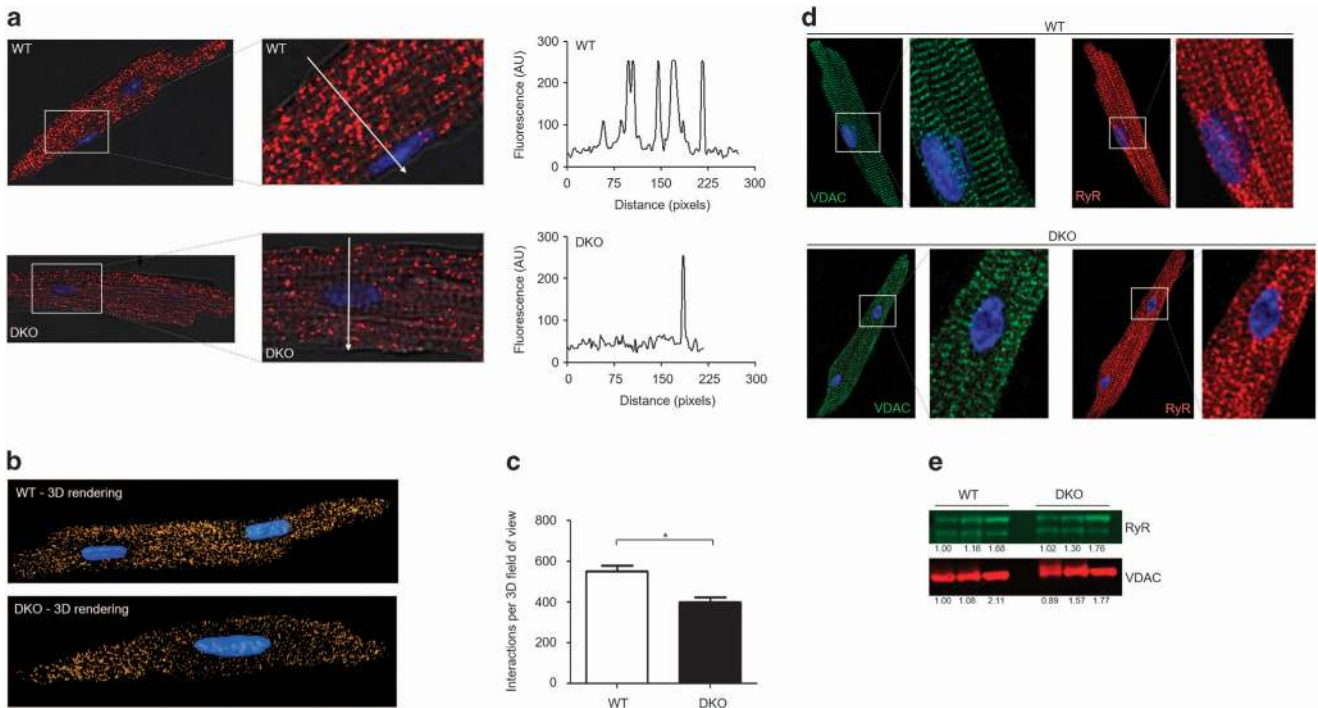 a
WT
WT
300
WT
200
100
0
0 75 150 225 300
Fluorescence (AU)
Distance (pixels)
DKO
DKO
300
DKO
200
100
0
0 75 150 225 300
Fluorescence (AU)
Distance (pixels)
b
WT - 3D rendering
DKO - 3D rendering
c
Interactions per 3D field of view
800
600
400
200
0
*
WT DKO
d
WT
VDAC
RyR
DKO
VDAC
RyR
e
WT DKO
RyR
1.00 1.16 1.68 1.02 1.30 1.76
VDAC
1.00 1.08 2.11 0.89 1.57 1.77